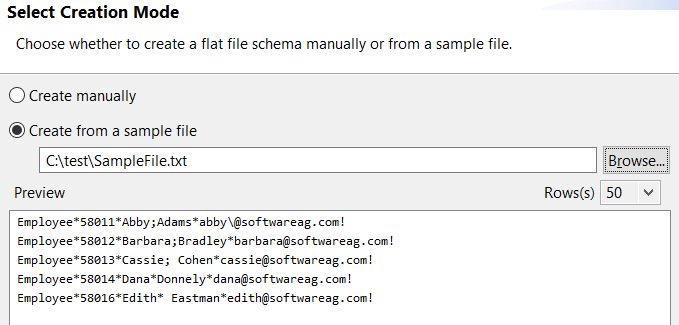 Select Creation Mode
Choose whether to create a flat file schema manually or from a sample file.
Create manually
Create from a sample file
C:\test\SampleFile.txt Browse...
Preview Rows(s) 50
Employee*58011*Abby;Adams*abby\@softwareag.com!
Employee*58012*Barbara;Bradley*barbara@softwareag.com!
Employee*58013*Cassie; Cohen*cassie@softwareag.com!
Employee*58014*Dana*Donnely*dana@softwareag.com!
Employee*58016*Edith* Eastman*edith@softwareag.com!